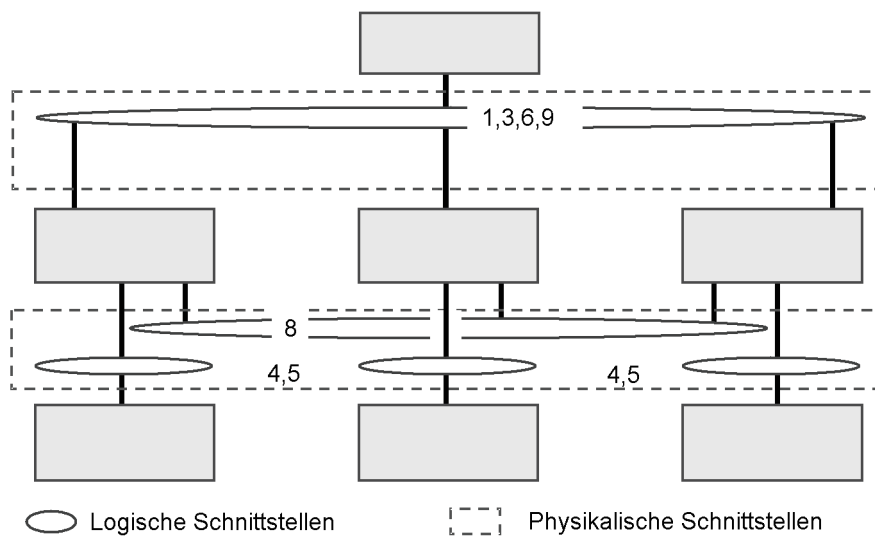 1,3,6,9
8
4,5
4,5
Logische Schnittstellen
Physikalische Schnittstellen